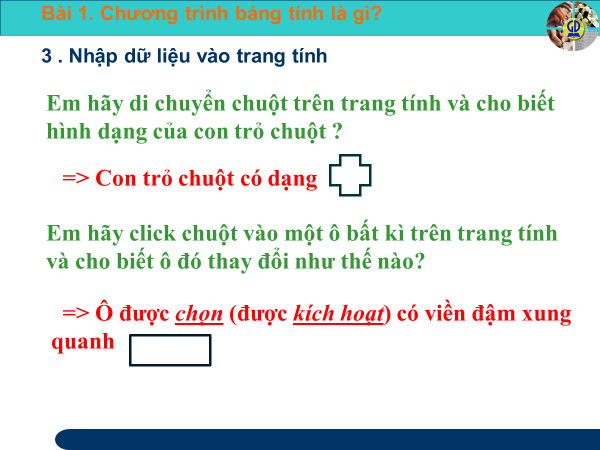 Bài 1. Chương trình bảng tính là gì?
3 . Nhập dữ liệu vào trang tính
Em hãy di chuyển chuột trên trang tính và cho biết
hình dạng của con trỏ chuột ?
=> Con trỏ chuột có dạng
Em hãy click chuột vào một ô bất kì trên trang tính
và cho biết ô đó thay đổi như thế nào?
=> Ô được chọn (được kích hoạt) có viền đậm xung
quanh